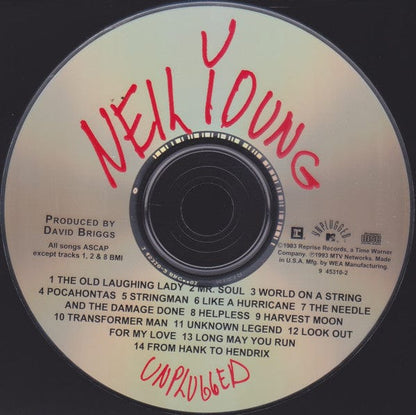 NEIL YOUNG
PRODUCED BY
DAVID BRIGGS
All songs ASCAP
except tracks 1, 2 & 8 BMI
UNPLUGGED
©1983 Reprise Records, a Time Warner
Company. ℗1993 MTV Networks. Made
in U.S.A. Mfg. by WEA Manufacturing.
9 45310-2
1 THE OLD LAUGHING LADY 2 MR. SOUL 3 WORLD ON A STRING
4 POCAHONTAS 5 STRINGMAN 6 LIKE A HURRICANE 7 THE NEEDLE
AND THE DAMAGE DONE 8 HELPLESS 9 HARVEST MOON
10 TRANSFORMER MAN 11 UNKNOWN LEGEND 12 LOOK OUT
FOR MY LOVE 13 LONG MAY YOU RUN
14 FROM HANK TO HENDRIX
UNPLUGGED